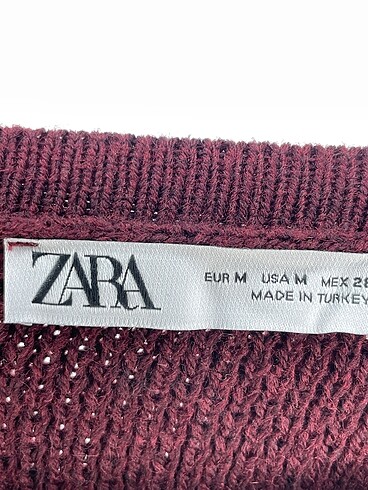 ZARA
EUR M USA M MEX 28
MADE IN TURKEY